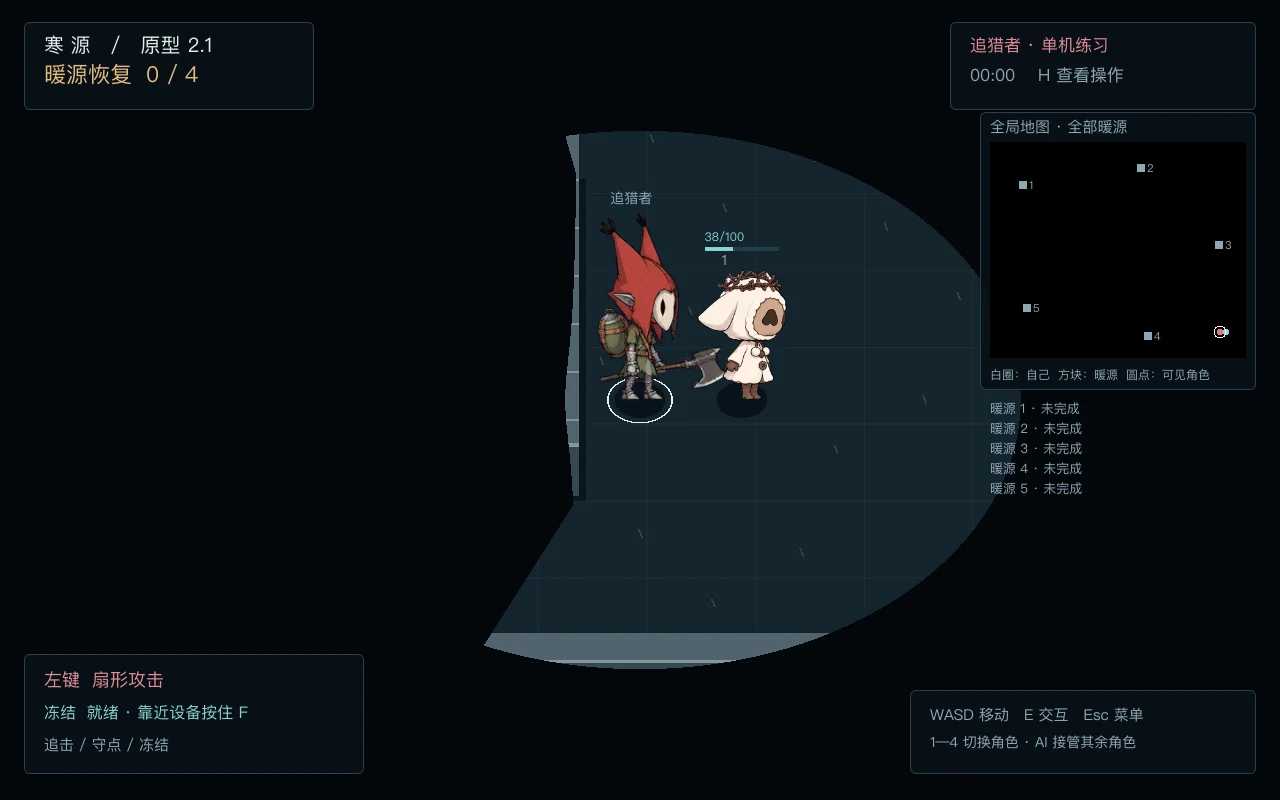 寒 源 / 原型 2.1
暖源恢复 0 / 4
追猎者 · 单机练习
00:00 H 查看操作
全局地图 · 全部暖源
2
1
3
5
4
白圈：自己 方块：暖源 圆点：可见角色
暖源 1 · 未完成
暖源 2 · 未完成
暖源 3 · 未完成
暖源 4 · 未完成
暖源 5 · 未完成
追猎者
38/100
1
左键 扇形攻击
冻结 就绪 · 靠近设备按住 F
追击 / 守点 / 冻结
WASD 移动 E 交互 Esc 菜单
1—4 切换角色 · AI 接管其余角色